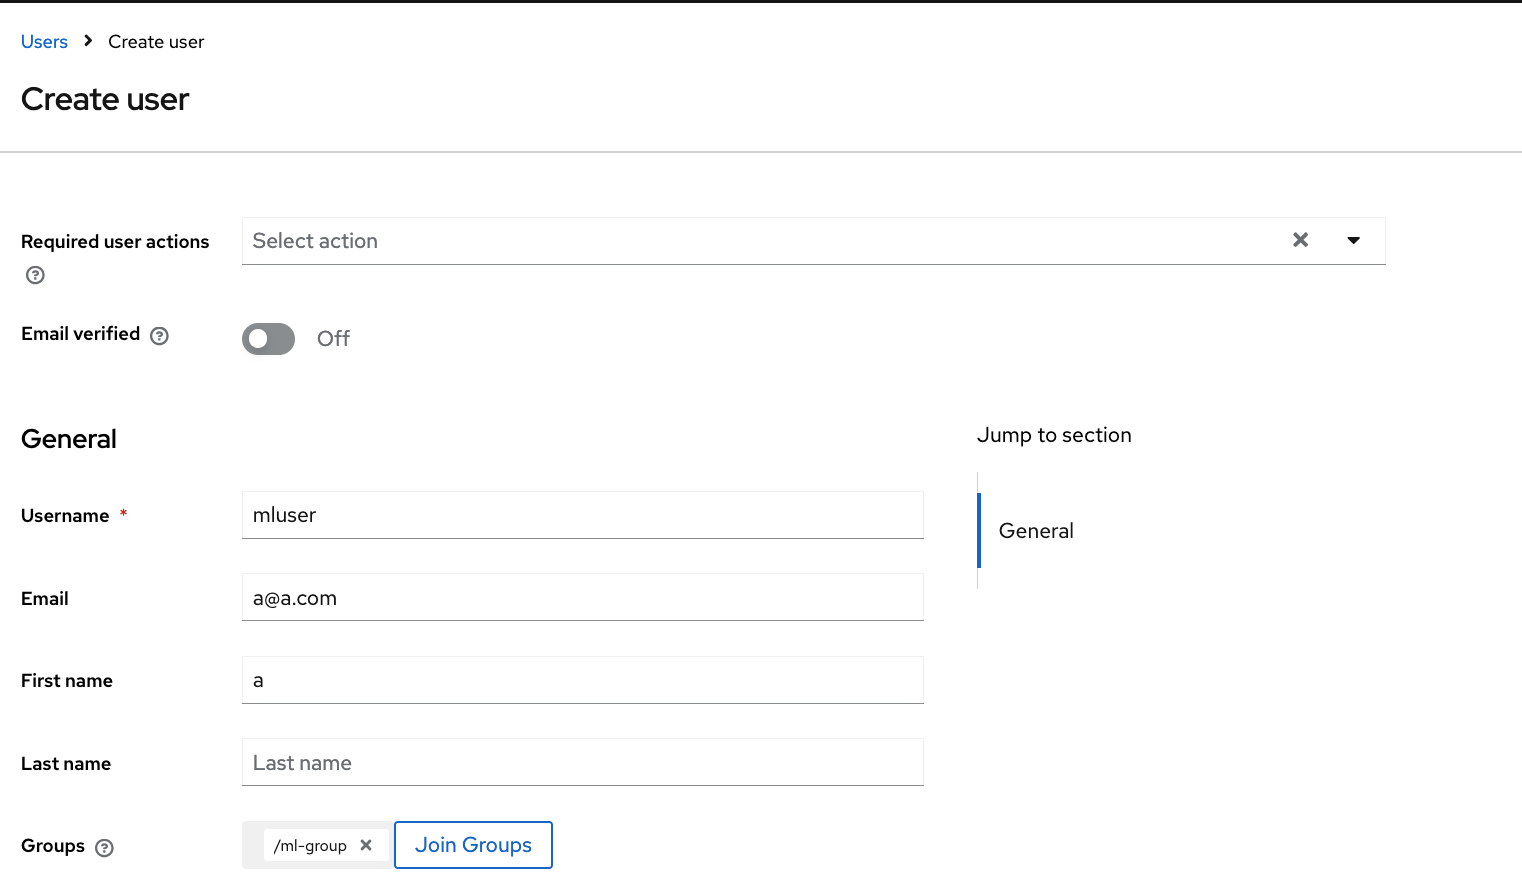 Users > Create user
Create user
Required user actions
Select action
Email verified
Off
General
Jump to section
General
Username *
mluser
Email
a@a.com
First name
a
Last name
Last name
Groups
/ml-group
Join Groups